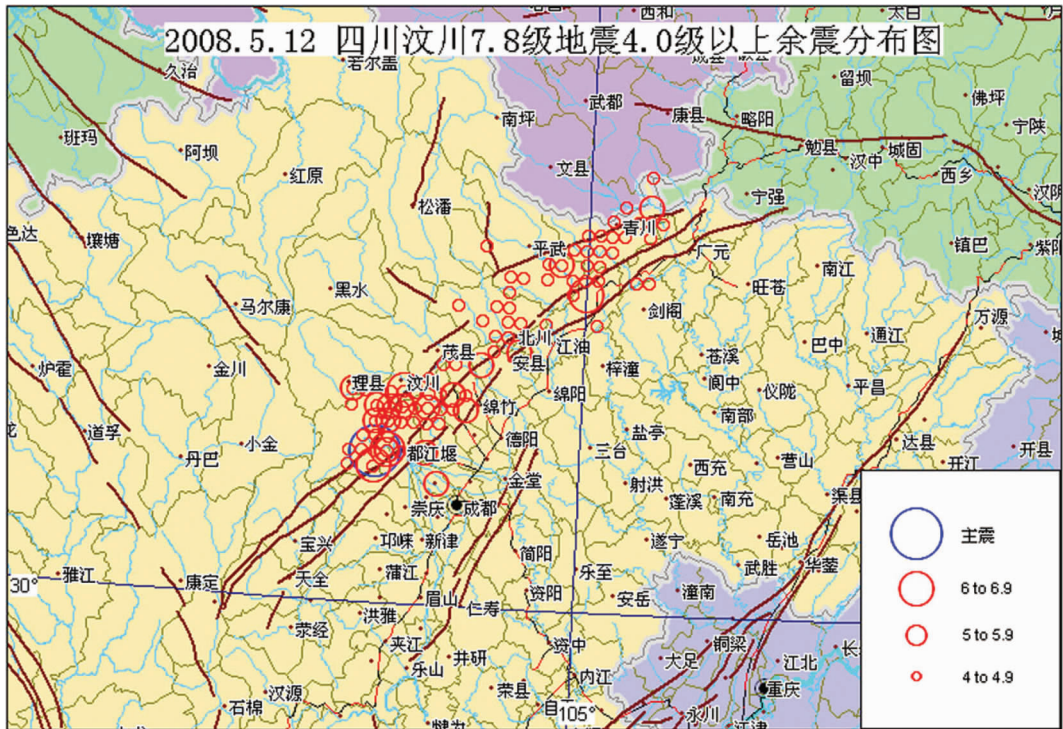 2008.5.12 四川汶川7.8级地震4.0级以上余震分布图
西和
太白
久治
若尔盖
成县
留坝
武都
佛坪
班玛
南坪
康县
略阳
宁陕
阿坝
勉县
城固
汉中
文县
红原
西乡
汉阴
宁强
松潘
青川
色达
壤塘
平武
广元
镇巴
紫阳
南江
黑水
旺苍
马尔康
剑阁
万源
北川
通江
茂县
江油
巴中
安县
苍溪
炉霍
金川
理县
汶川
梓潼
阆中
仪陇
平昌
绵阳
绵竹
南部
道孚
小金
德阳
盐亭
达县
丹巴
都江堰
三台
西充
营山
开江
开县
金堂
射洪
渠县
崇庆
成都
蓬溪
南充
邛崃
新津
遂宁
岳池
宝兴
简阳
武胜
华蓥
30°
雅江
康定
天全
蒲江
乐至
资阳
安岳
潼南
眉山
仁寿
洪雅
荥经
夹江
资中
铜梁
大足
江北
乐山
井研
内江
重庆
汉源
荣县
石棉
105°
永川
江津
犍为
主震
6 to 6.9
5 to 5.9
4 to 4.9